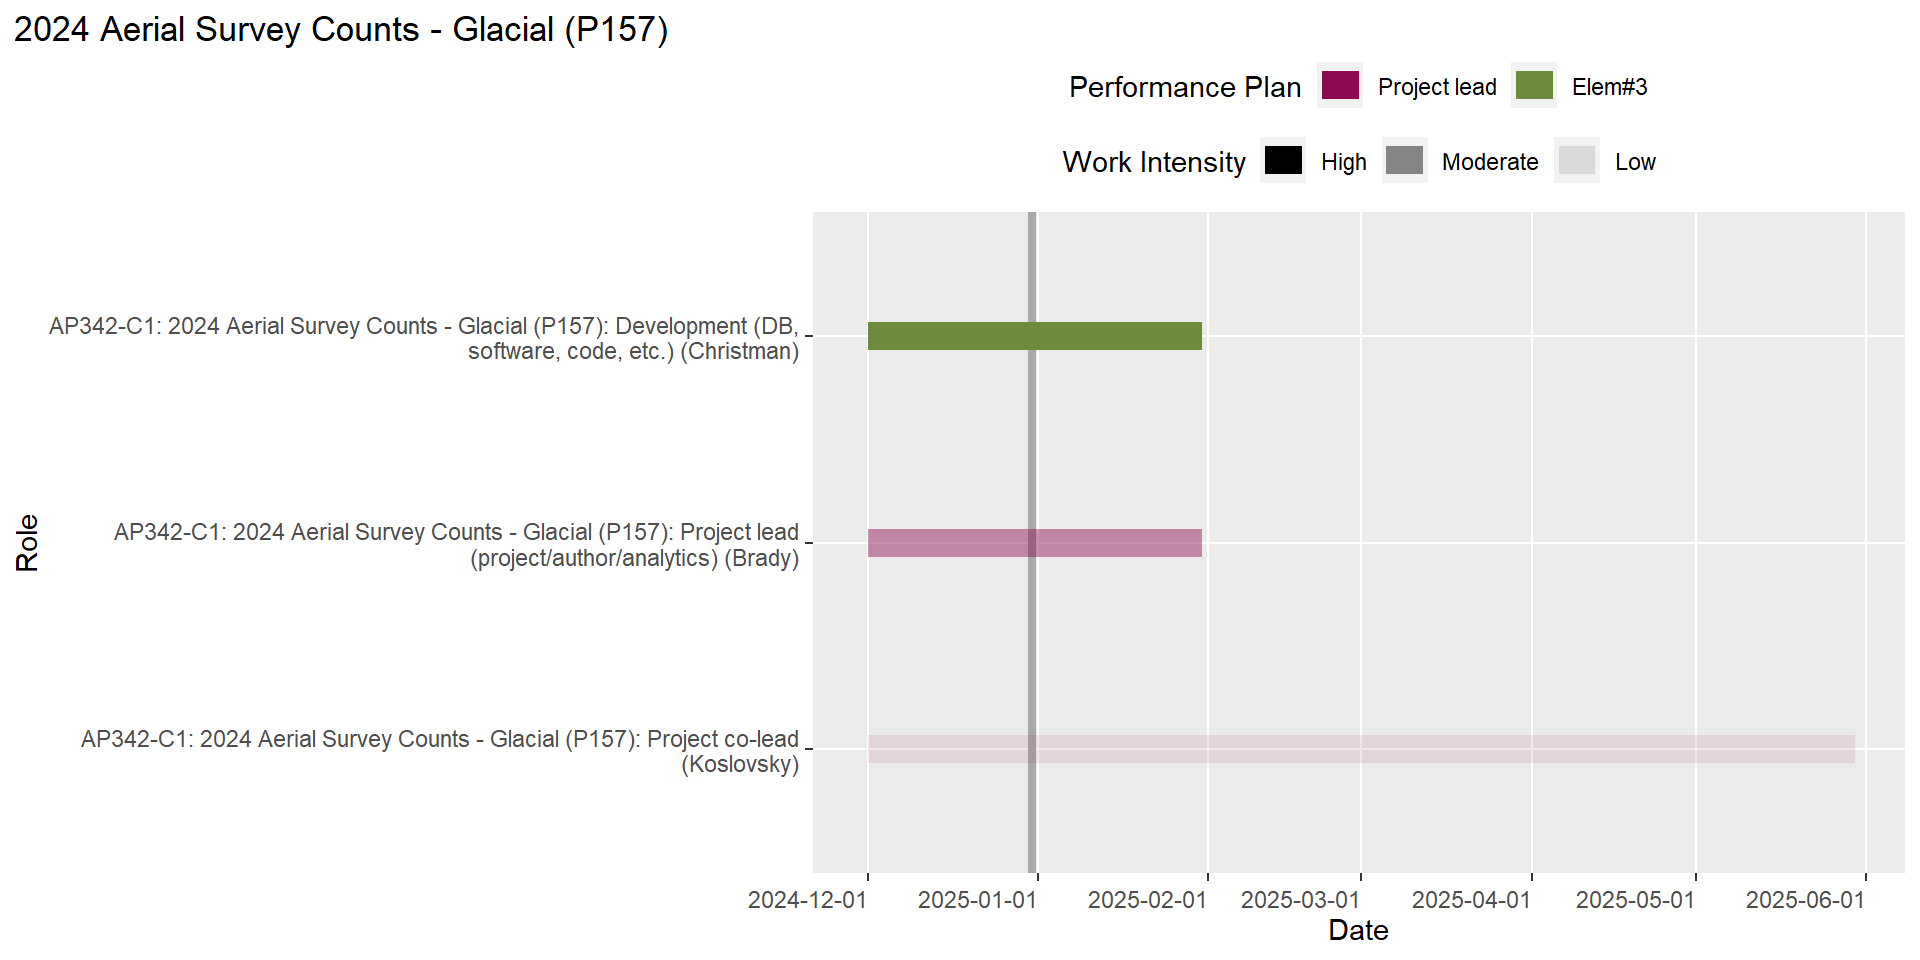 2024 Aerial Survey Counts - Glacial (P157)
Performance Plan Project lead Elem#3
Work Intensity High Moderate Low
AP342-C1: 2024 Aerial Survey Counts - Glacial (P157): Development (DB,
software, code, etc.) (Christman)
AP342-C1: 2024 Aerial Survey Counts - Glacial (P157): Project lead
(project/author/analytics) (Brady)
AP342-C1: 2024 Aerial Survey Counts - Glacial (P157): Project co-lead
(Koslovsky)
Role
2024-12-01 2025-01-01 2025-02-01 2025-03-01 2025-04-01 2025-05-01 2025-06-01
Date